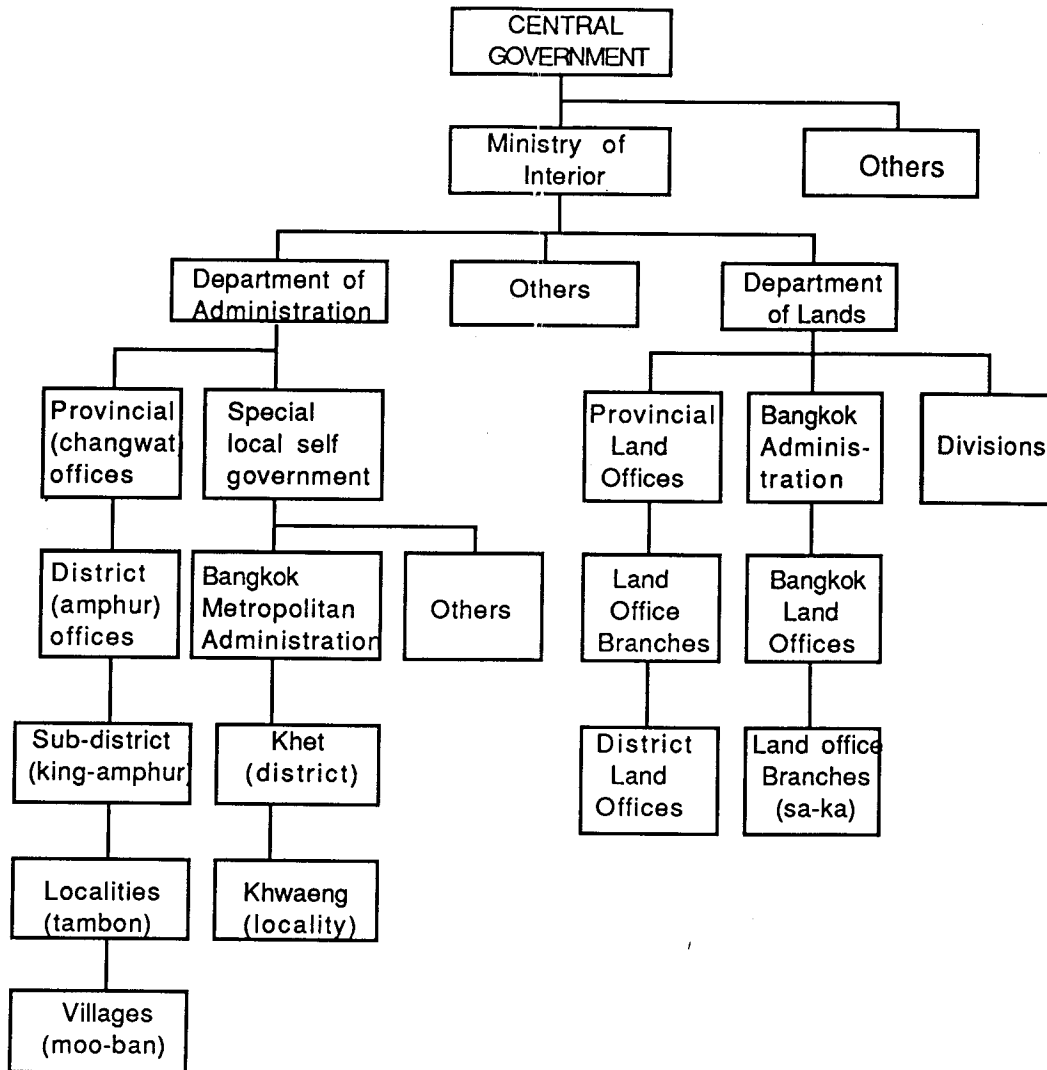 CENTRAL
GOVERNMENT
Ministry of
Interior
Others
Department of
Administration
Others
Department
of Lands
Provincial
(changwat)
offices
Special
local self
government
Provincial
Land
Offices
Bangkok
Adminis-
tration
Divisions
District
(amphur)
offices
Bangkok
Metropolitan
Administration
Others
Land
Office
Branches
Bangkok
Land
Offices
Sub-district
(king-amphur)
Khet
(district)
District
Land
Offices
Land office
Branches
(sa-ka)
Localities
(tambon)
Khwaeng
(locality)
Villages
(moo-ban)